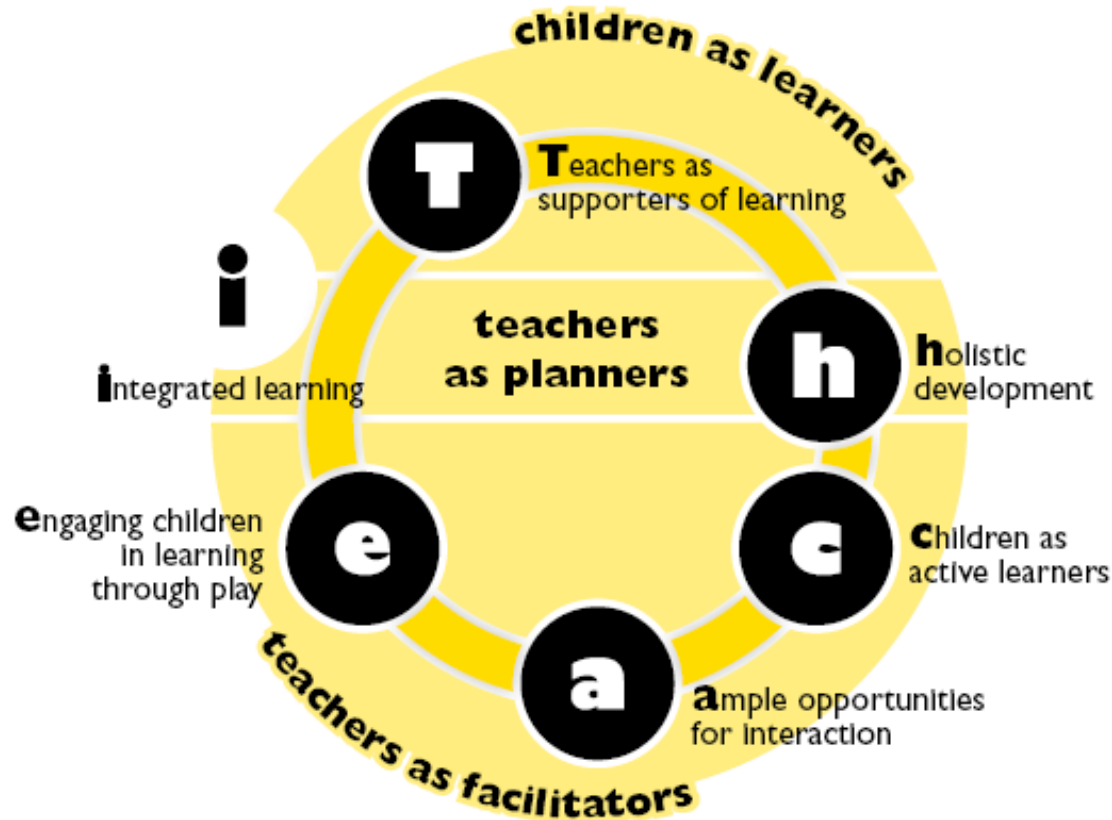 children as learners
T
Teachers as
supporters of learning
i
integrated learning
teachers
as planners
h
holistic
development
e
engaging children
in learning
through play
c
children as
active learners
a
ample opportunities
for interaction
teachers as facilitators